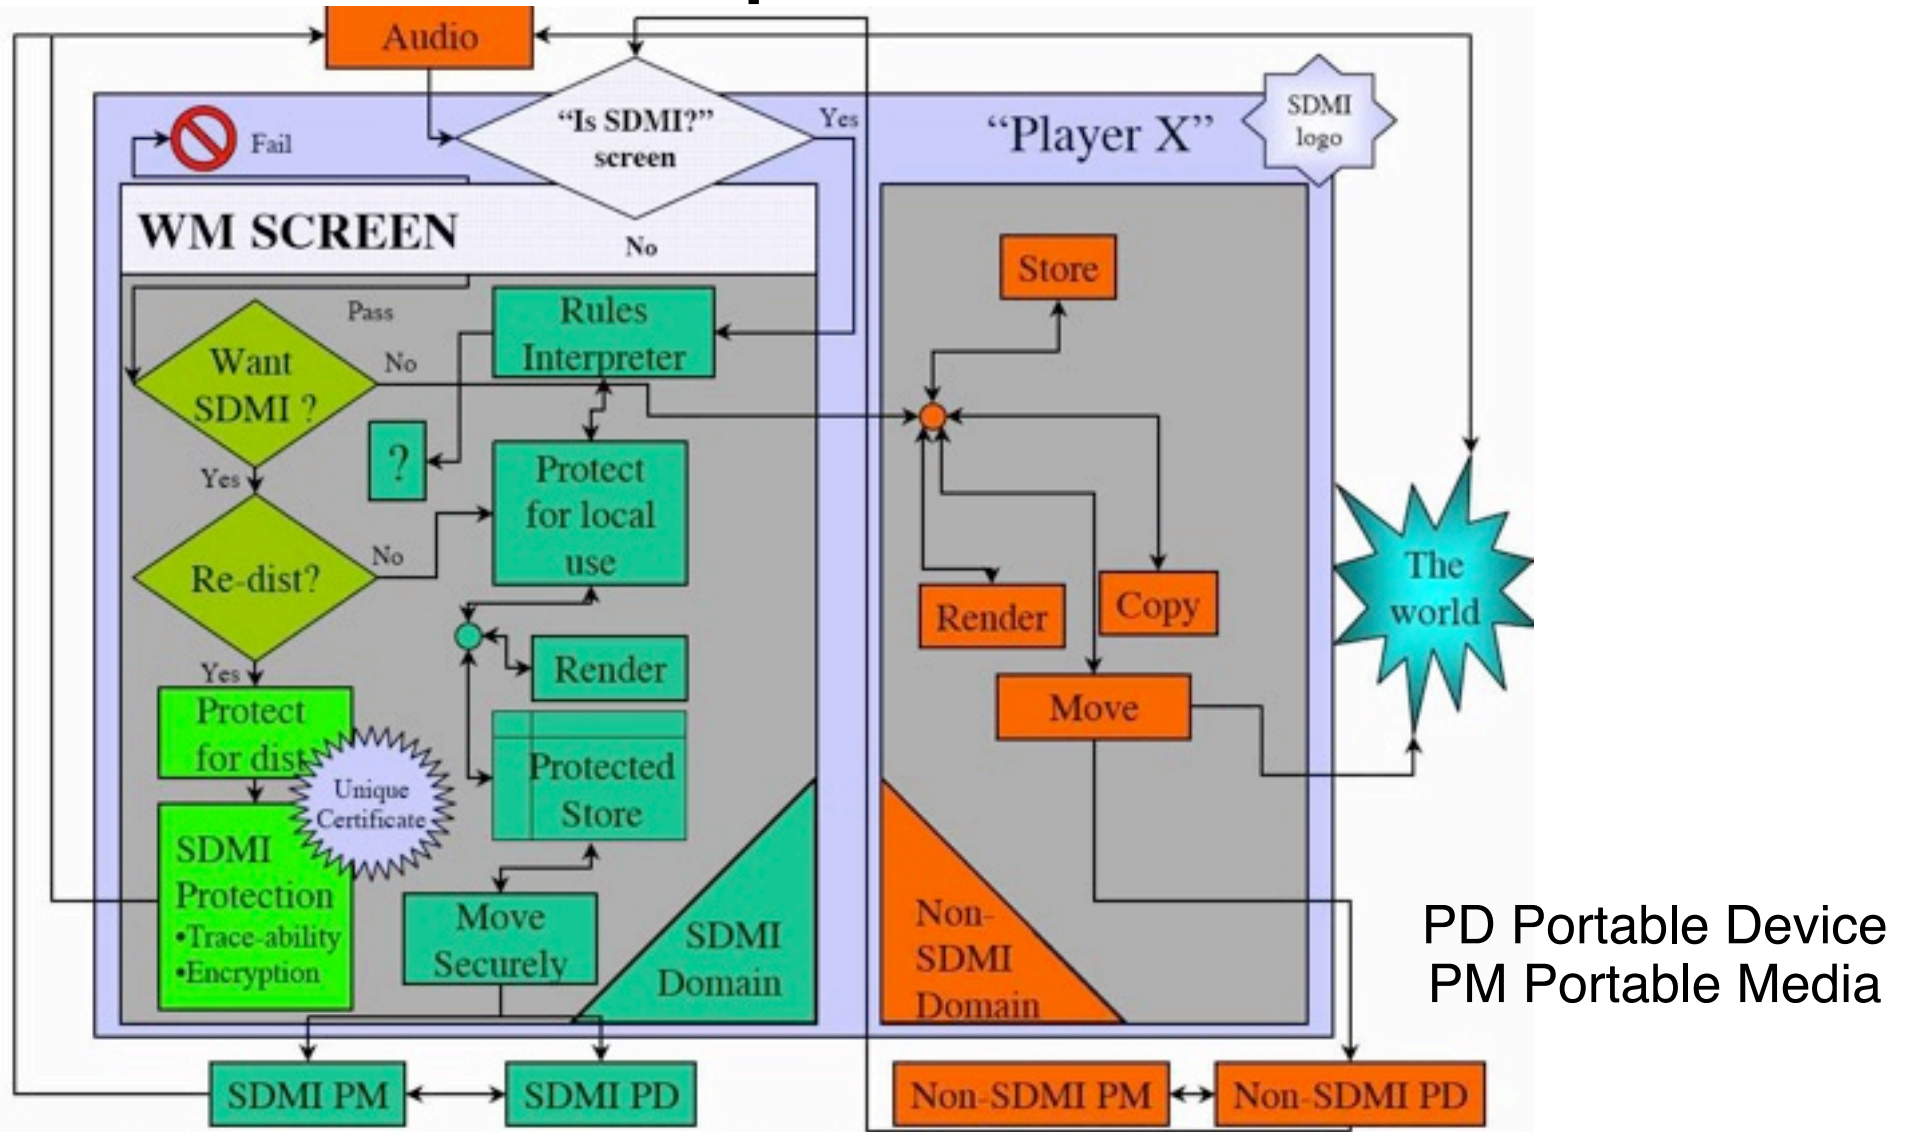 Audio
“Is SDMI?”
screen
Yes
“Player X”
SDMI
logo
Fail
WM SCREEN
No
Pass
Rules
Interpreter
Store
Want
SDMI ?
No
?
Protect
for local
use
Yes
Re-dist?
No
The
world
Render
Copy
Render
Yes
Protect
for dist
Move
Unique
Certificate
Protected
Store
SDMI
Protection
•Trace-ability
•Encryption
Move
Securely
SDMI
Domain
Non-
SDMI
Domain
PD Portable Device
PM Portable Media
SDMI PM
SDMI PD
Non-SDMI PM
Non-SDMI PD